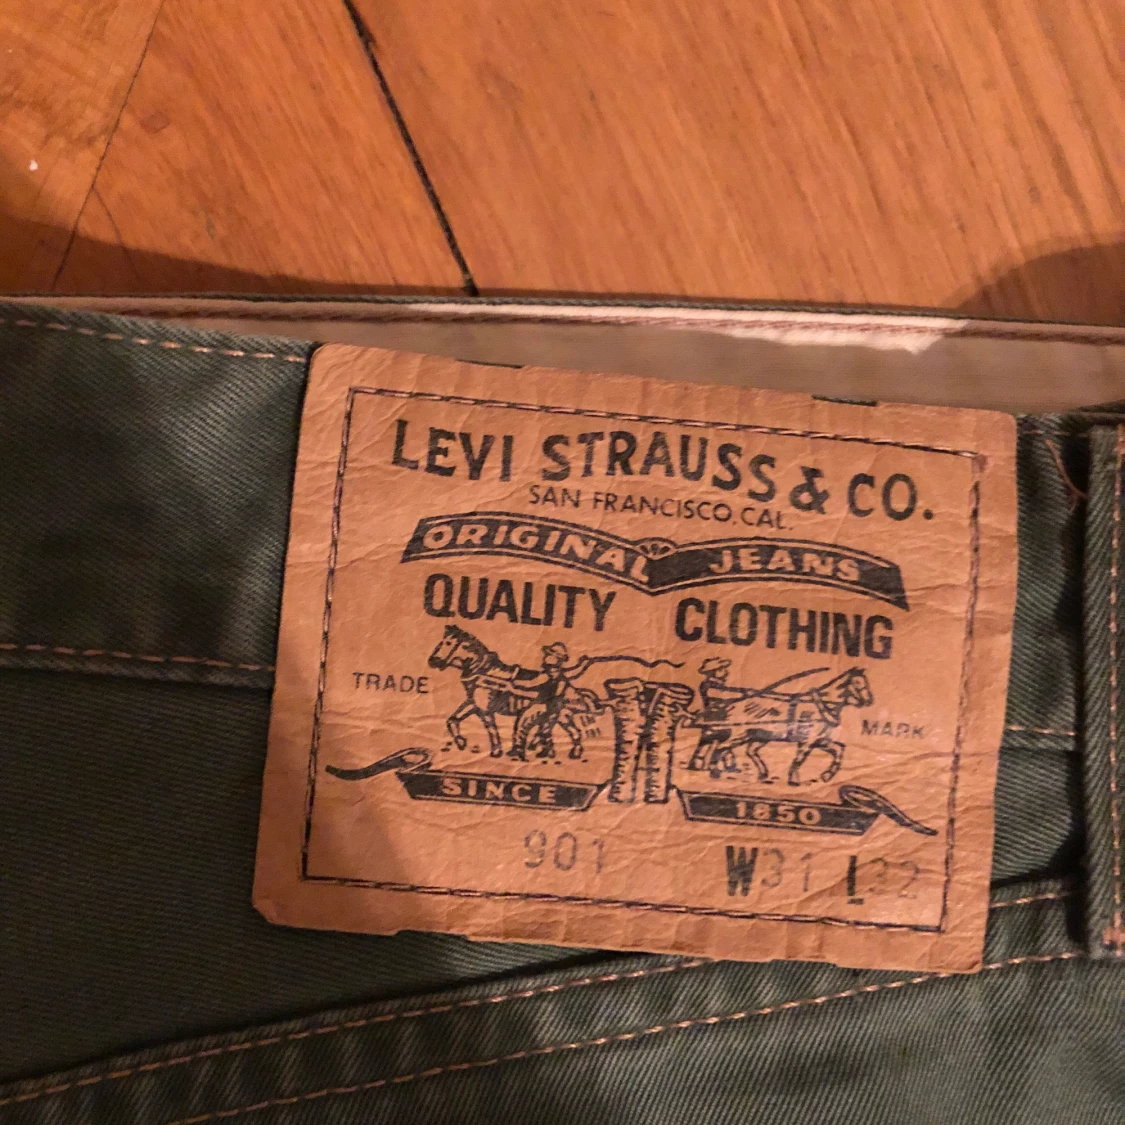 LEVI STRAUSS & CO.
SAN FRANCISCO, CAL.
ORIGINAL JEANS
QUALITY CLOTHING
TRADE MARK
SINCE 1850
901 W31 L32